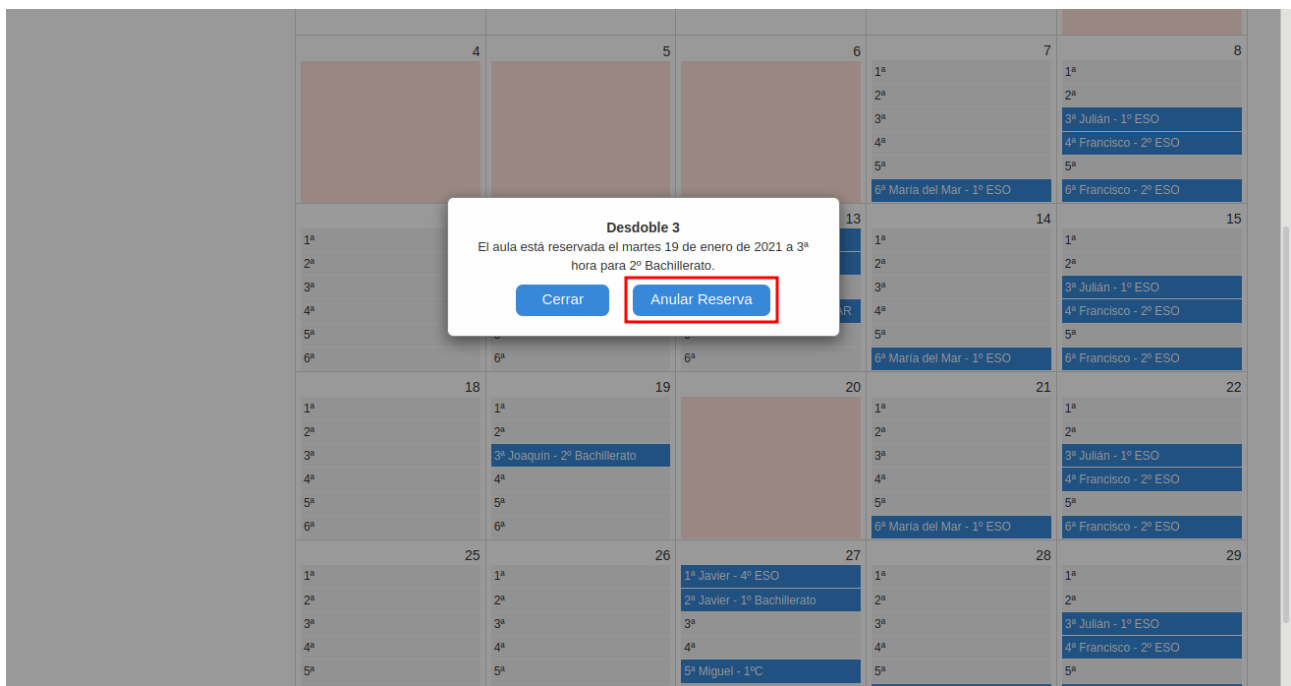 4 5 6 7 8
1ª 1ª
2ª 2ª
3ª 3ª Julián - 1º ESO
4ª 4ª Francisco - 2º ESO
5ª 5ª
6ª María del Mar - 1º ESO 6ª Francisco - 2º ESO
Desdoble 3
El aula está reservada el martes 19 de enero de 2021 a 3ª
hora para 2º Bachillerato.
Cerrar Anular Reserva
13 14 15
1ª 1ª 1ª
2ª 2ª 2ª
3ª 3ª 3ª Julián - 1º ESO
4ª AR 4ª 4ª Francisco - 2º ESO
5ª 5ª 5ª
6ª 6ª 6ª 6ª María del Mar - 1º ESO 6ª Francisco - 2º ESO
18 19 20 21 22
1ª 1ª 1ª 1ª
2ª 2ª 2ª 2ª
3ª 3ª Joaquín - 2º Bachillerato 3ª 3ª Julián - 1º ESO
4ª 4ª 4ª 4ª Francisco - 2º ESO
5ª 5ª 5ª 5ª
6ª 6ª 6ª María del Mar - 1º ESO 6ª Francisco - 2º ESO
25 26 27 28 29
1ª 1ª 1ª Javier - 4º ESO 1ª 1ª
2ª 2ª 2ª Javier - 1º Bachillerato 2ª 2ª
3ª 3ª 3ª 3ª 3ª Julián - 1º ESO
4ª 4ª 4ª 4ª 4ª Francisco - 2º ESO
5ª 5ª 5ª Miguel - 1ºC 5ª 5ª